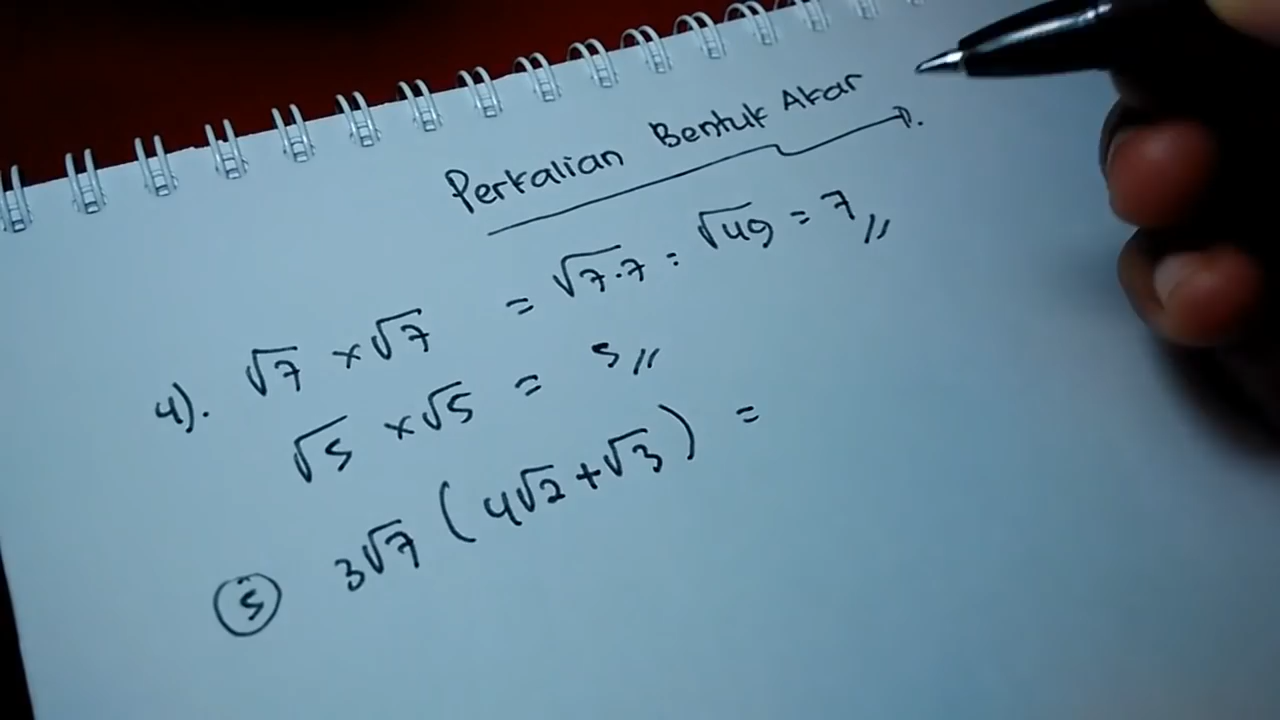 Perkalian Bentuk Akar
4). √7 × √7 = √7.7 = √49 = 7 //
√5 × √5 = 5 //
(5) 3√7 (4√2 + √3) =